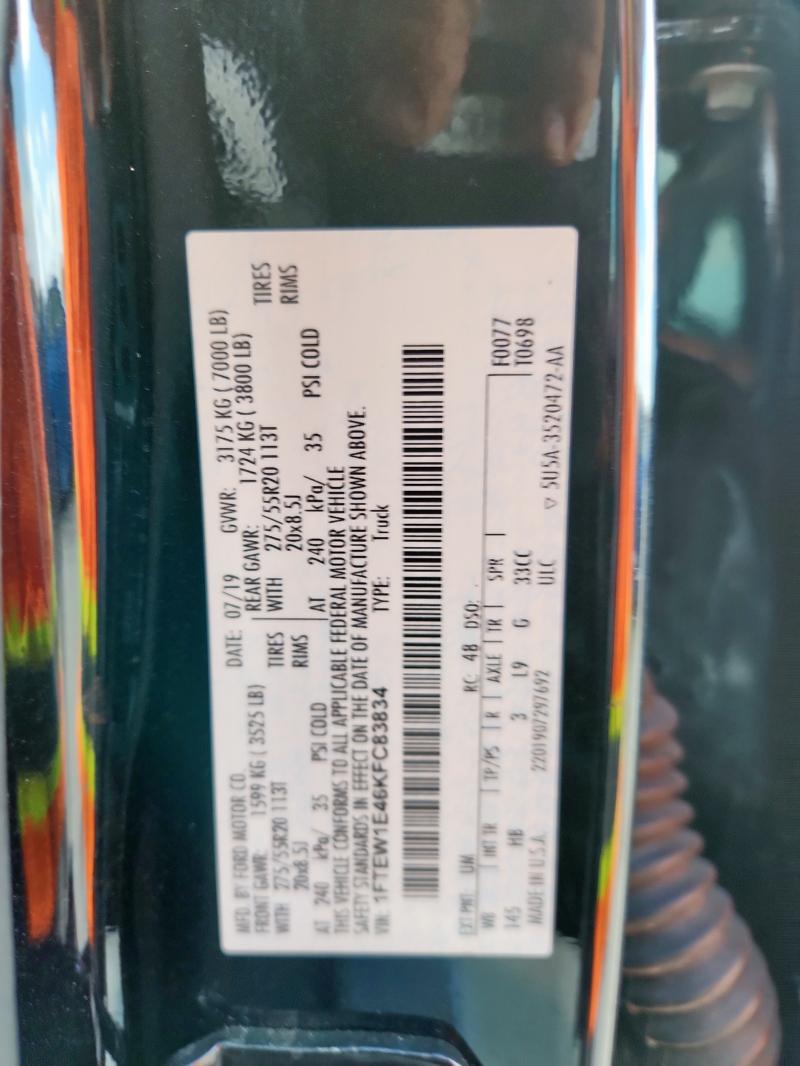 MFD. BY FORD MOTOR CO.
DATE: 07/19 GVWR: 3175 KG ( 7000 LB)
FRONT GAWR: 1599 KG ( 3525 LB)
REAR GAWR: 1724 KG ( 3800 LB)
WITH 275/55R20 113T TIRES
WITH 275/55R20 113T TIRES
20x8.5J RIMS
20x8.5J RIMS
AT 240 kPa/ 35 PSI COLD
AT 240 kPa/ 35 PSI COLD
THIS VEHICLE CONFORMS TO ALL APPLICABLE FEDERAL MOTOR VEHICLE
SAFETY STANDARDS IN EFFECT ON THE DATE OF MANUFACTURE SHOWN ABOVE.
VIN: 1FTEW1E46KFC83834 TYPE: Truck
EXT PNT: UM RC: 48 DSO:
WB INT TR TP/PS R AXLE TR SPR F0077
145 MB 3 L9 G 33CC T0698
MADE IN U.S.A. 2201907297692 ULC ▽ 5U5A-3520472-AA